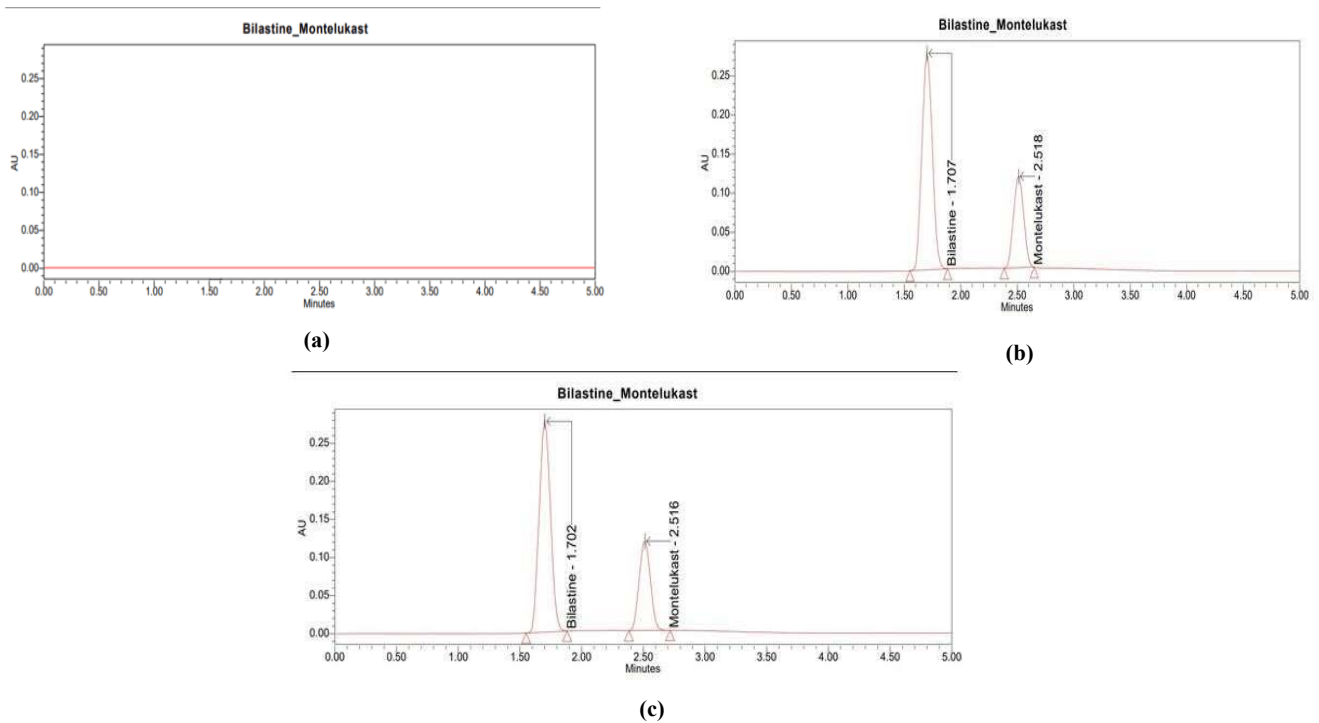 Bilastine_Montelukast
AU
0.25
0.20
0.15
0.10
0.05
0.00
0.00 0.50 1.00 1.50 2.00 2.50 3.00 3.50 4.00 4.50 5.00
Minutes
(a)
Bilastine_Montelukast
AU
0.25
0.20
0.15
0.10
0.05
0.00
Bilastine - 1.707
Montelukast - 2.518
0.00 0.50 1.00 1.50 2.00 2.50 3.00 3.50 4.00 4.50 5.00
Minutes
(b)
Bilastine_Montelukast
AU
0.25
0.20
0.15
0.10
0.05
0.00
Bilastine - 1.702
Montelukast - 2.516
0.00 0.50 1.00 1.50 2.00 2.50 3.00 3.50 4.00 4.50 5.00
Minutes
(c)